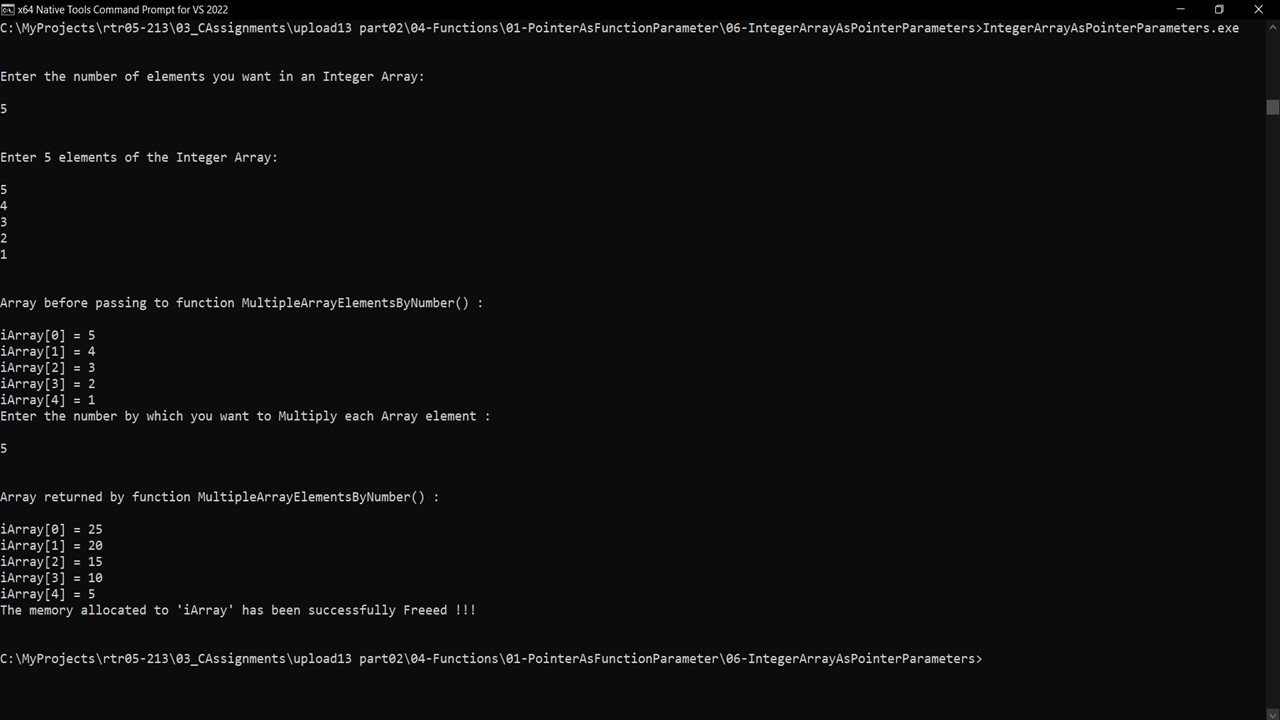 x64 Native Tools Command Prompt for VS 2022
C:\MyProjects\rtr05-213\03_CAssignments\upload13 part02\04-Functions\01-PointerAsFunctionParameter\06-IntegerArrayAsPointerParameters>IntegerArrayAsPointerParameters.exe
Enter the number of elements you want in an Integer Array:
5
Enter 5 elements of the Integer Array:
5
4
3
2
1
Array before passing to function MultipleArrayElementsByNumber() :
iArray[0] = 5
iArray[1] = 4
iArray[2] = 3
iArray[3] = 2
iArray[4] = 1
Enter the number by which you want to Multiply each Array element :
5
Array returned by function MultipleArrayElementsByNumber() :
iArray[0] = 25
iArray[1] = 20
iArray[2] = 15
iArray[3] = 10
iArray[4] = 5
The memory allocated to 'iArray' has been successfully Freeed !!!
C:\MyProjects\rtr05-213\03_CAssignments\upload13 part02\04-Functions\01-PointerAsFunctionParameter\06-IntegerArrayAsPointerParameters>